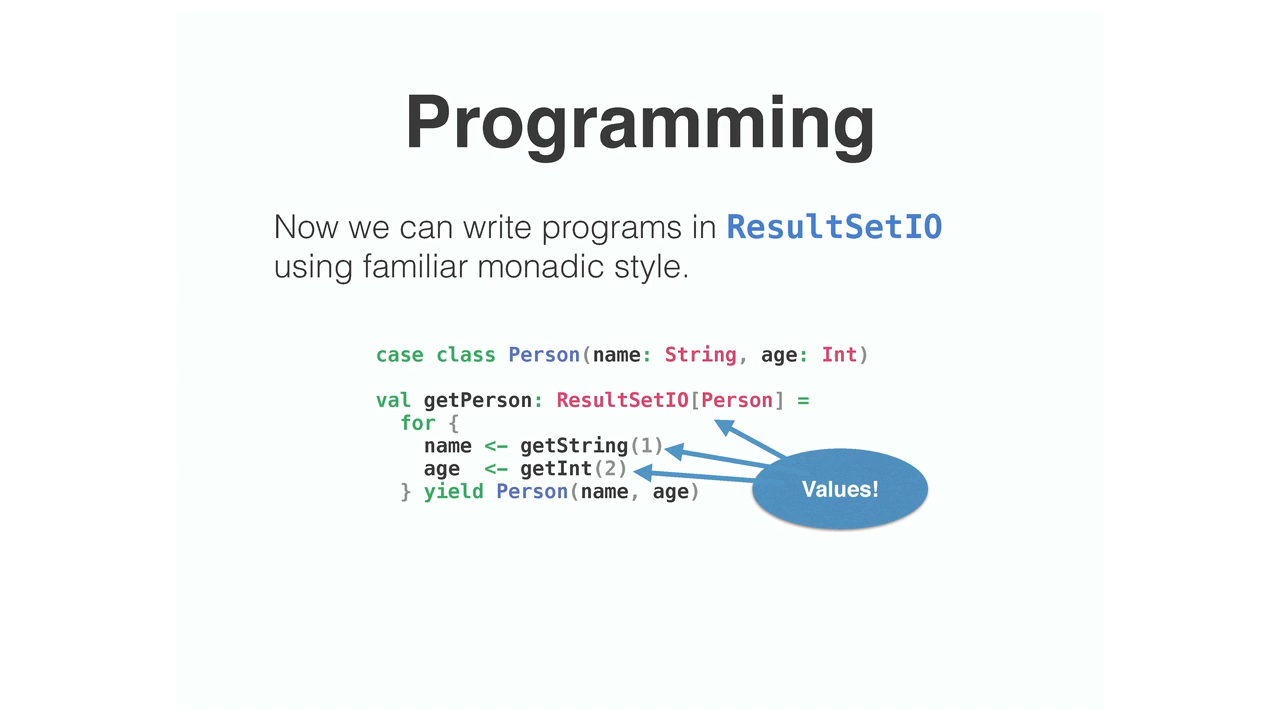 Programming
Now we can write programs in ResultSetIO
using familiar monadic style.
case class Person(name: String, age: Int)
val getPerson: ResultSetIO[Person] =
  for {
    name <- getString(1)
    age  <- getInt(2)
  } yield Person(name, age)
Values!